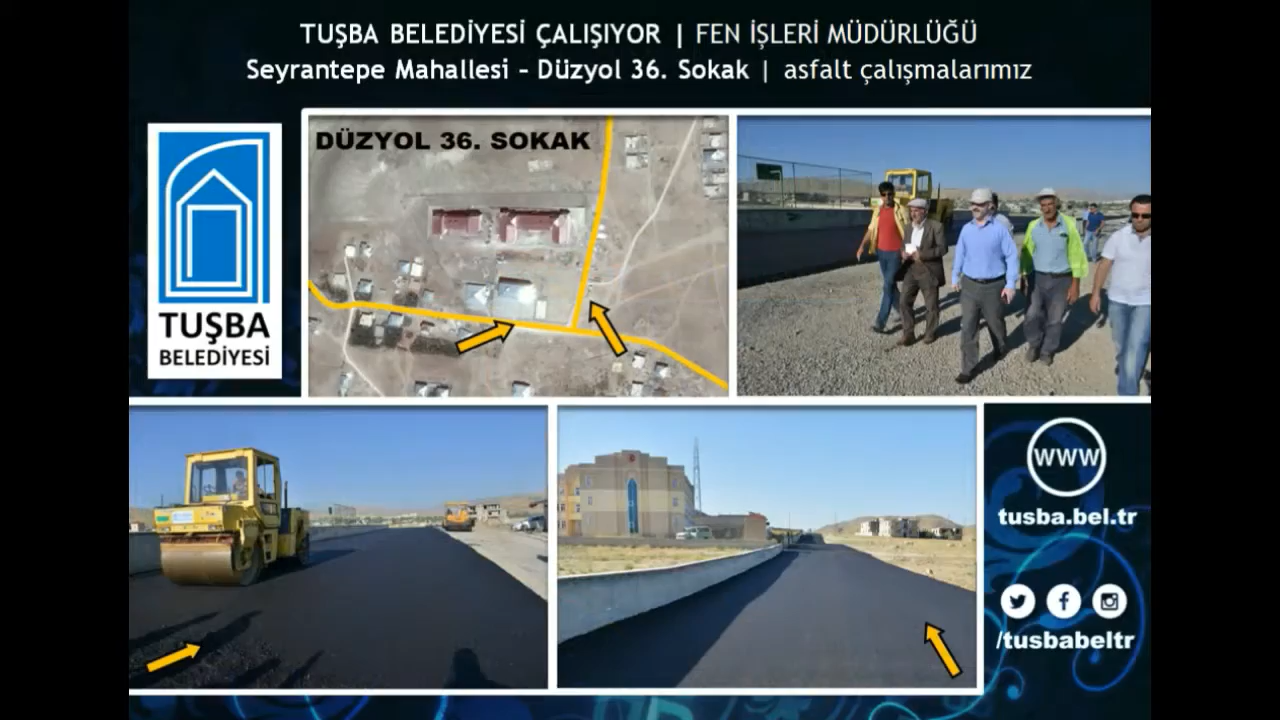 TUŞBA BELEDİYESİ ÇALIŞIYOR | FEN İŞLERİ MÜDÜRLÜĞÜ
Seyrantepe Mahallesi – Düzyol 36. Sokak | asfalt çalışmalarımız
DÜZYOL 36. SOKAK
TUŞBA
BELEDİYESİ
WWW
tusba.bel.tr
/tusbabeltr